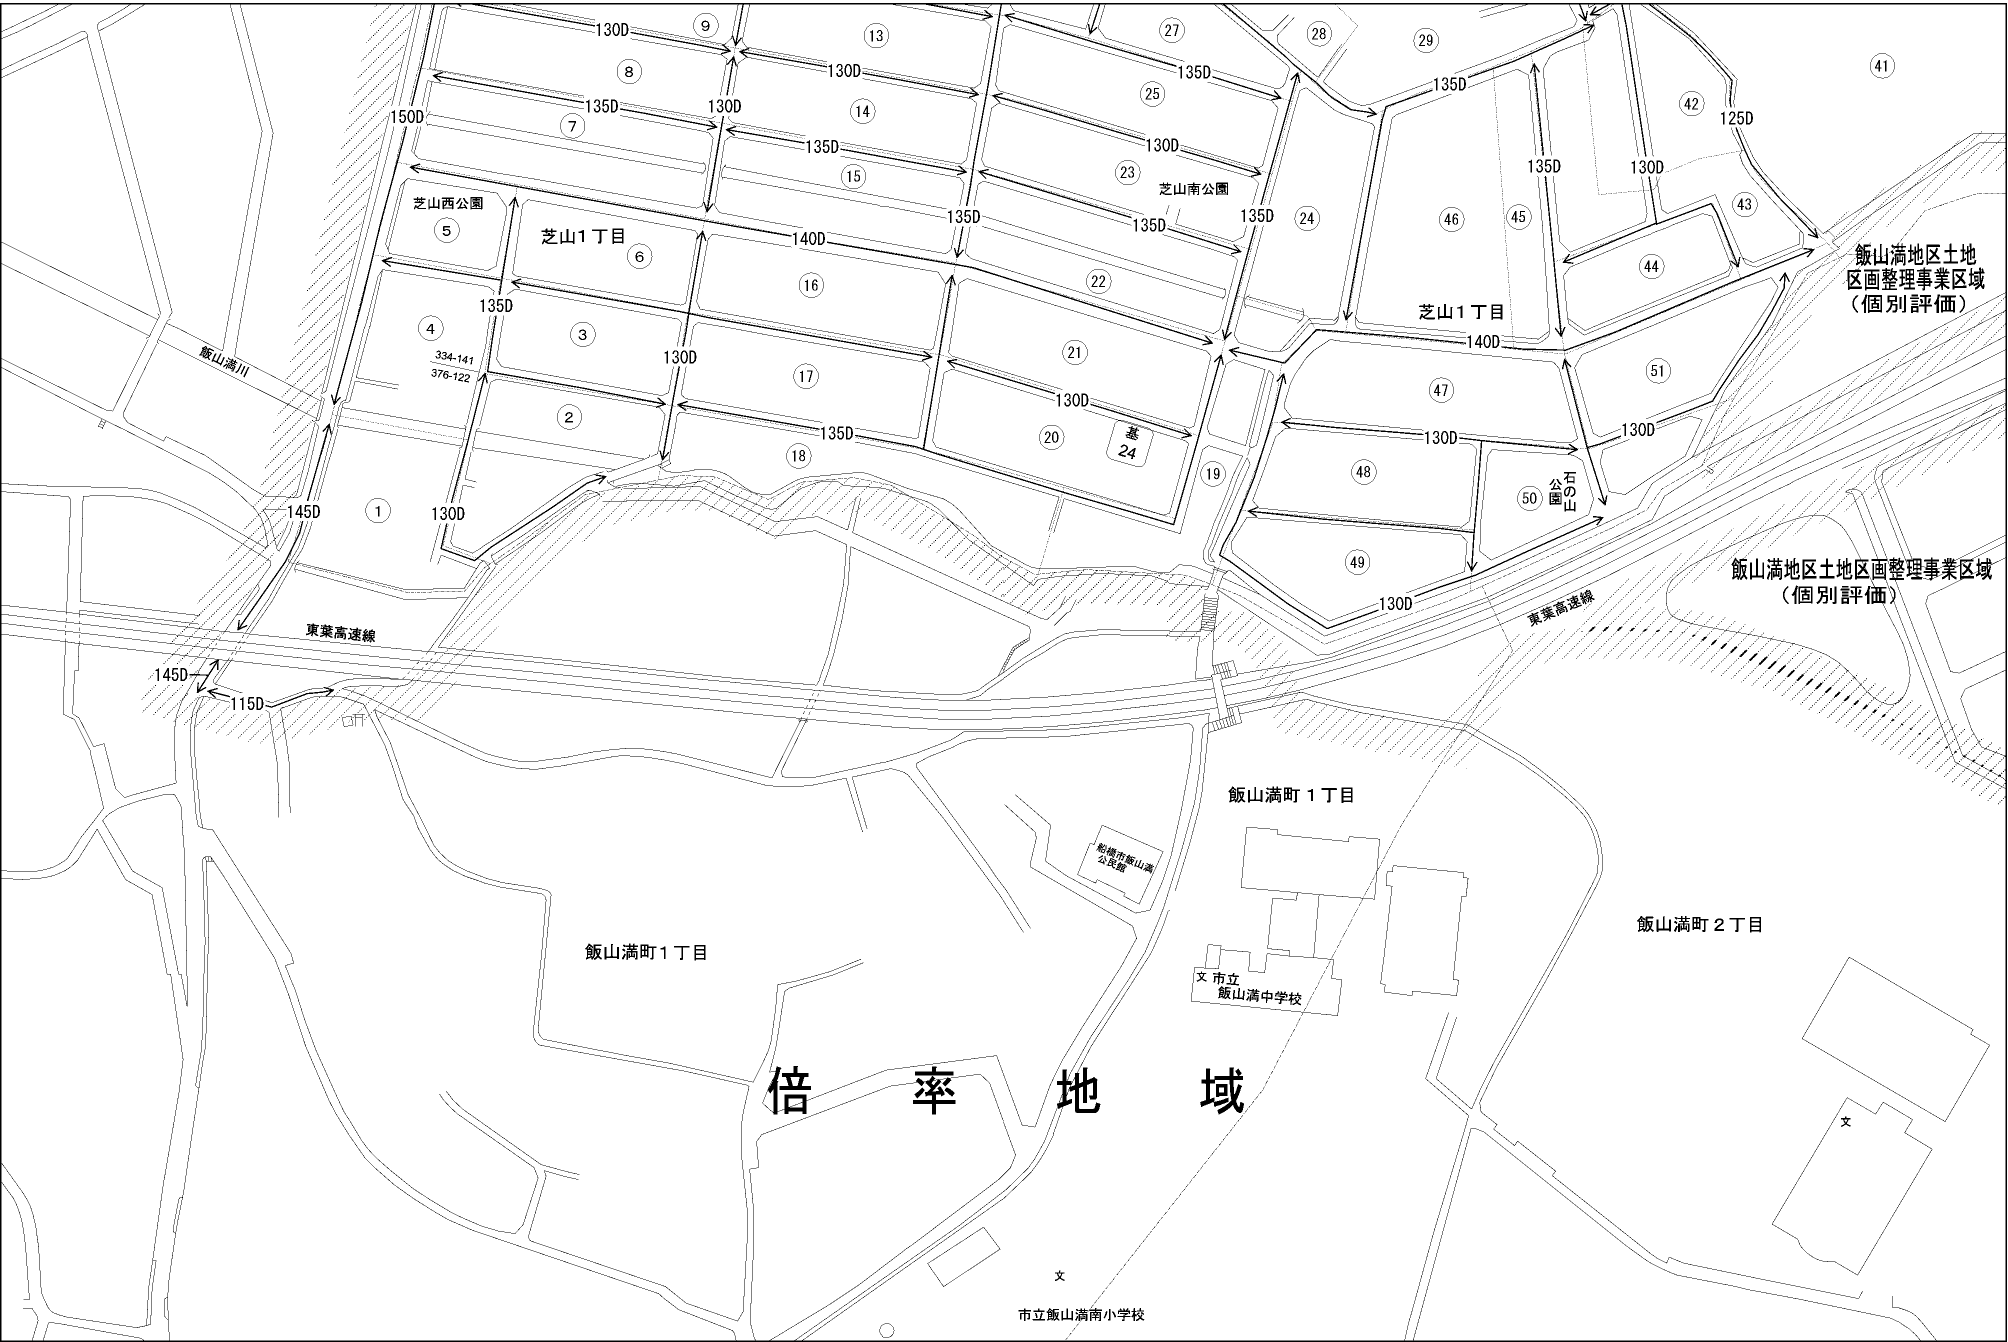 130D
⑨
⑬
㉗
㉘
㉙
㊶
⑧
130D
135D
135D
135D
130D
⑭
㉕
㊷
125D
150D
⑦
135D
130D
135D
130D
130D
芝山西公園
⑤
⑮
㉓
芝山南公園
135D
135D
135D
㉔
㊻
㊺
㊸
芝山1丁目
⑥
140D
㉒
㊹
飯山満地区土地
区画整理事業区域
(個別評価)
⑯
135D
芝山1丁目
④
③
130D
㉑
140D
飯山満川
334-141
376-122
⑰
51
㊼
②
135D
130D
⑳
基
24
130D
130D
⑱
⑲
㊽
㊿
石の山
公園
①
145D
130D
㊾
飯山満地区土地区画整理事業区域
(個別評価)
130D
東葉高速線
東葉高速線
145D
115D
飯山満町1丁目
船橋市飯山満
公民館
飯山満町1丁目
飯山満町2丁目
文 市立
飯山満中学校
倍率地域
文
文
市立飯山満南小学校